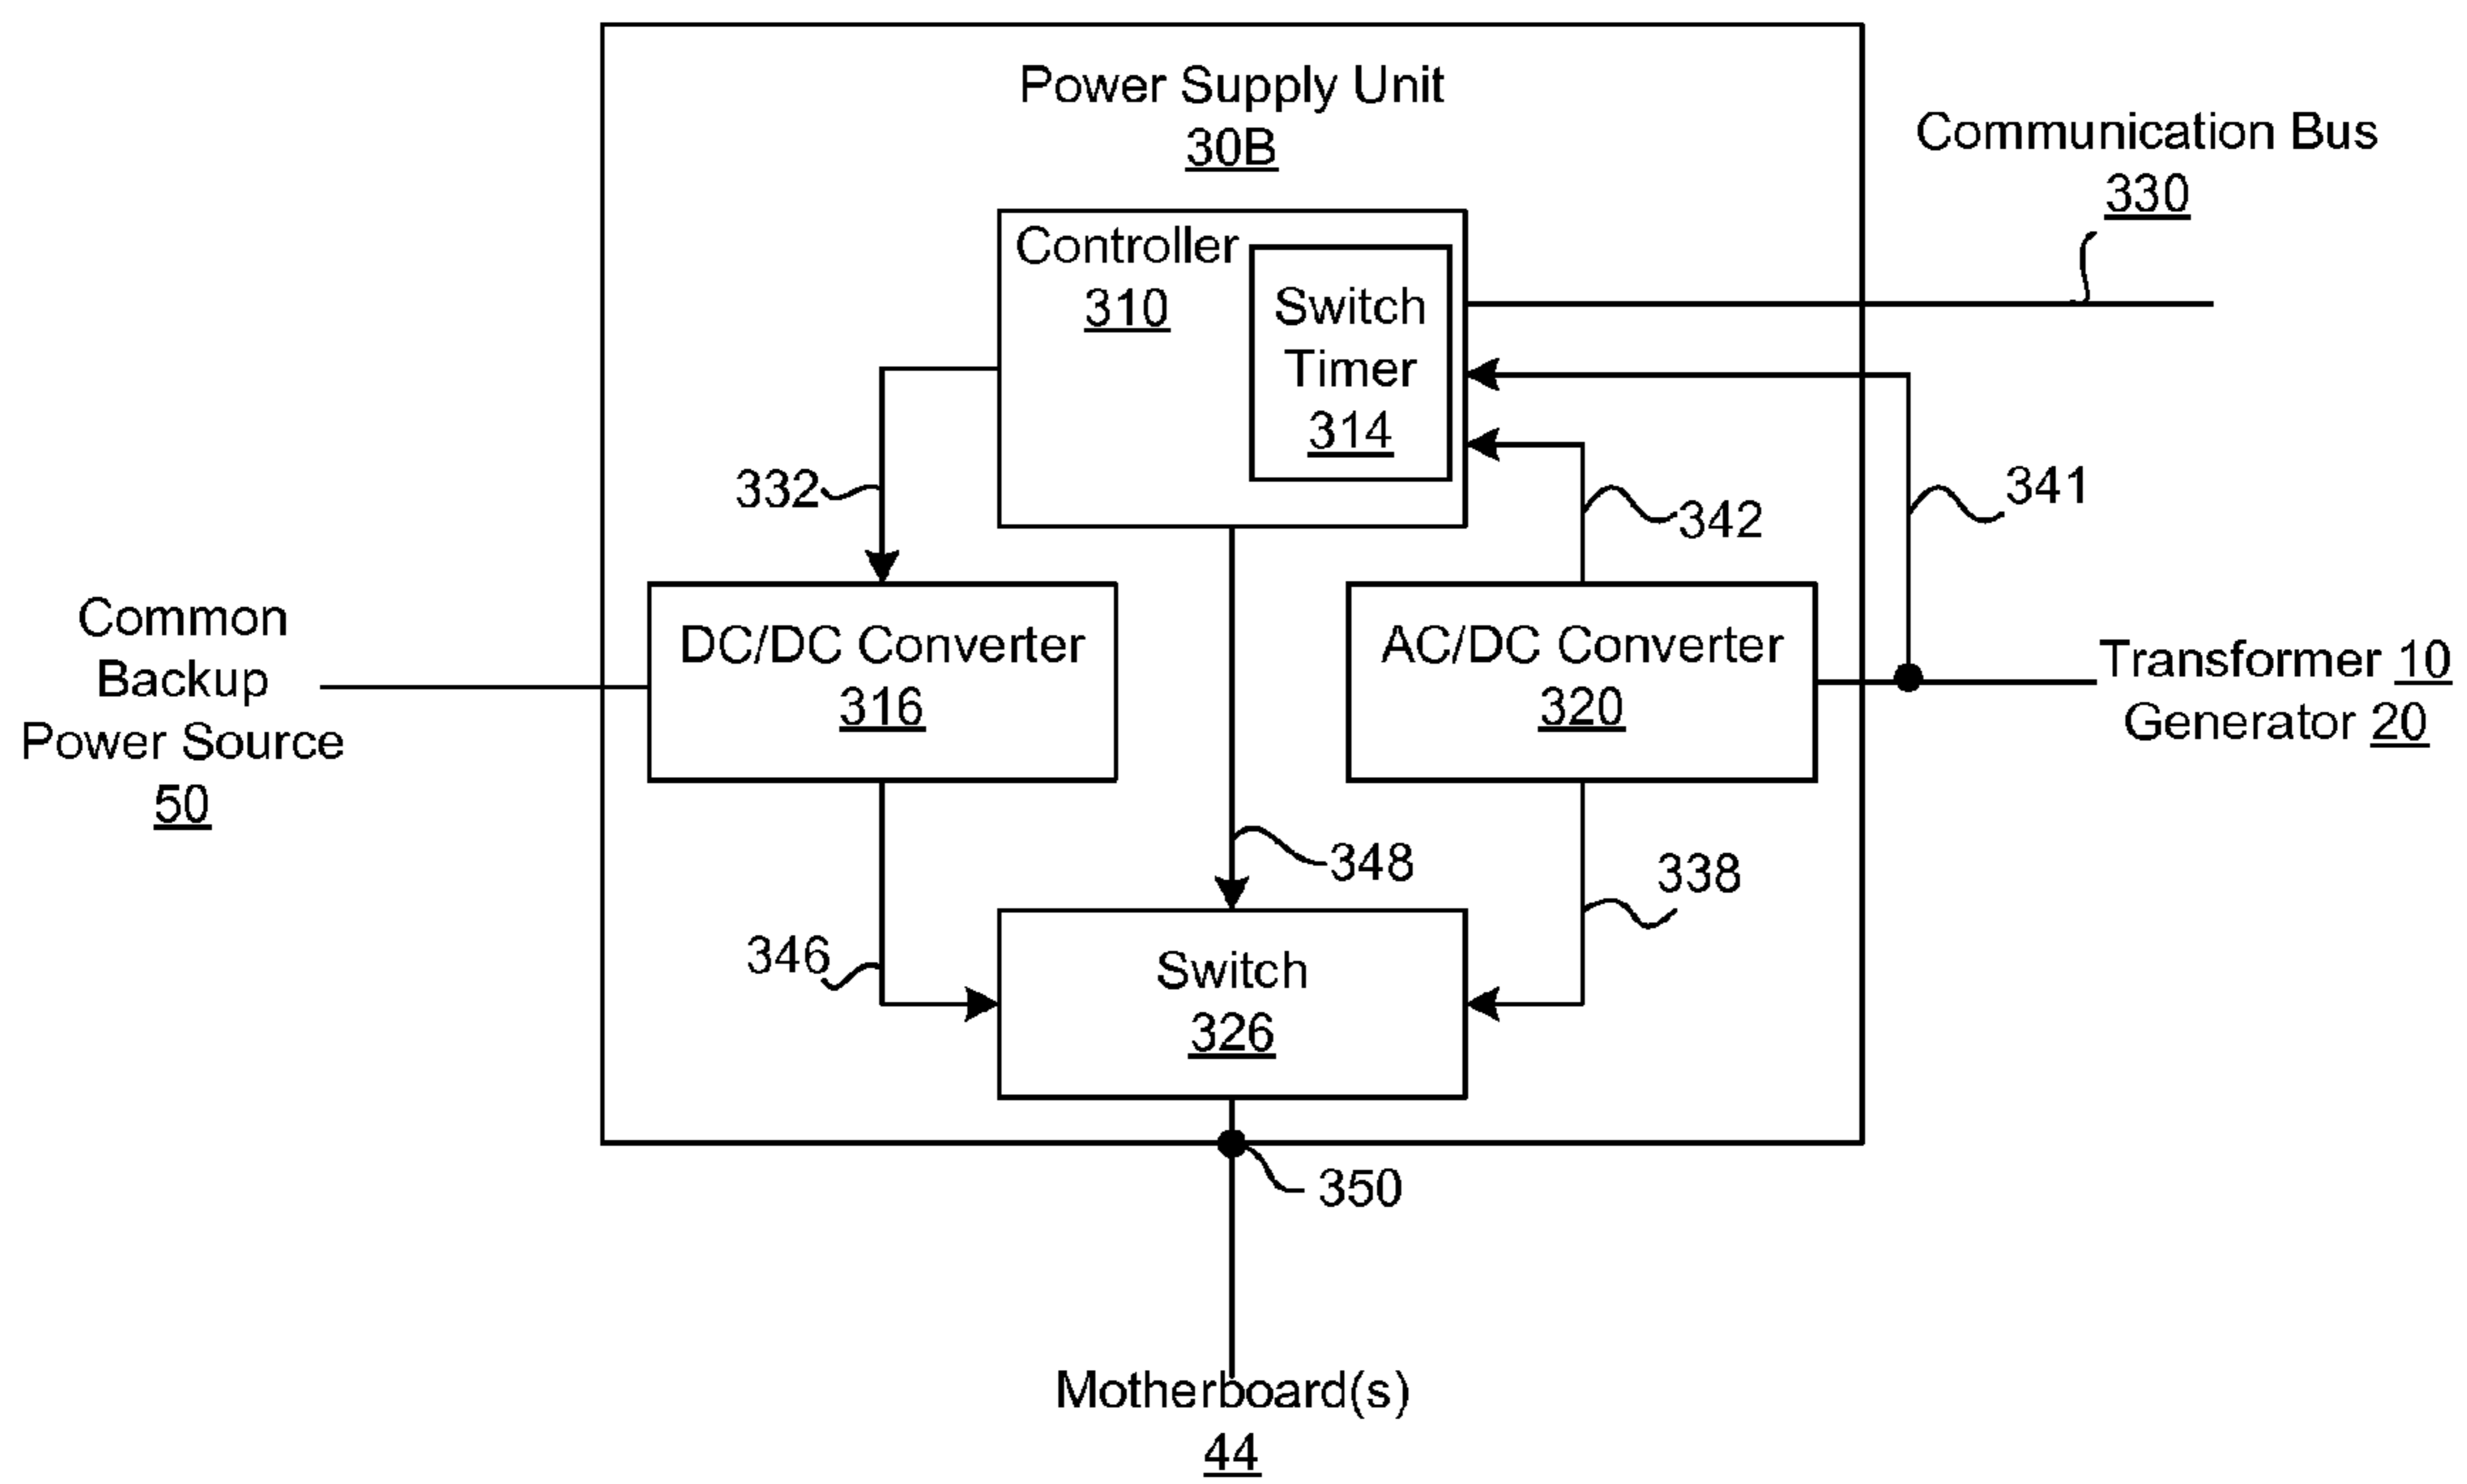 Power Supply Unit
30B
Communication Bus
330
Controller
310
Switch
Timer
314
332
342
341
Common
Backup
Power Source
50
DC/DC Converter
316
AC/DC Converter
320
Transformer 10
Generator 20
348
338
346
Switch
326
350
Motherboard(s)
44